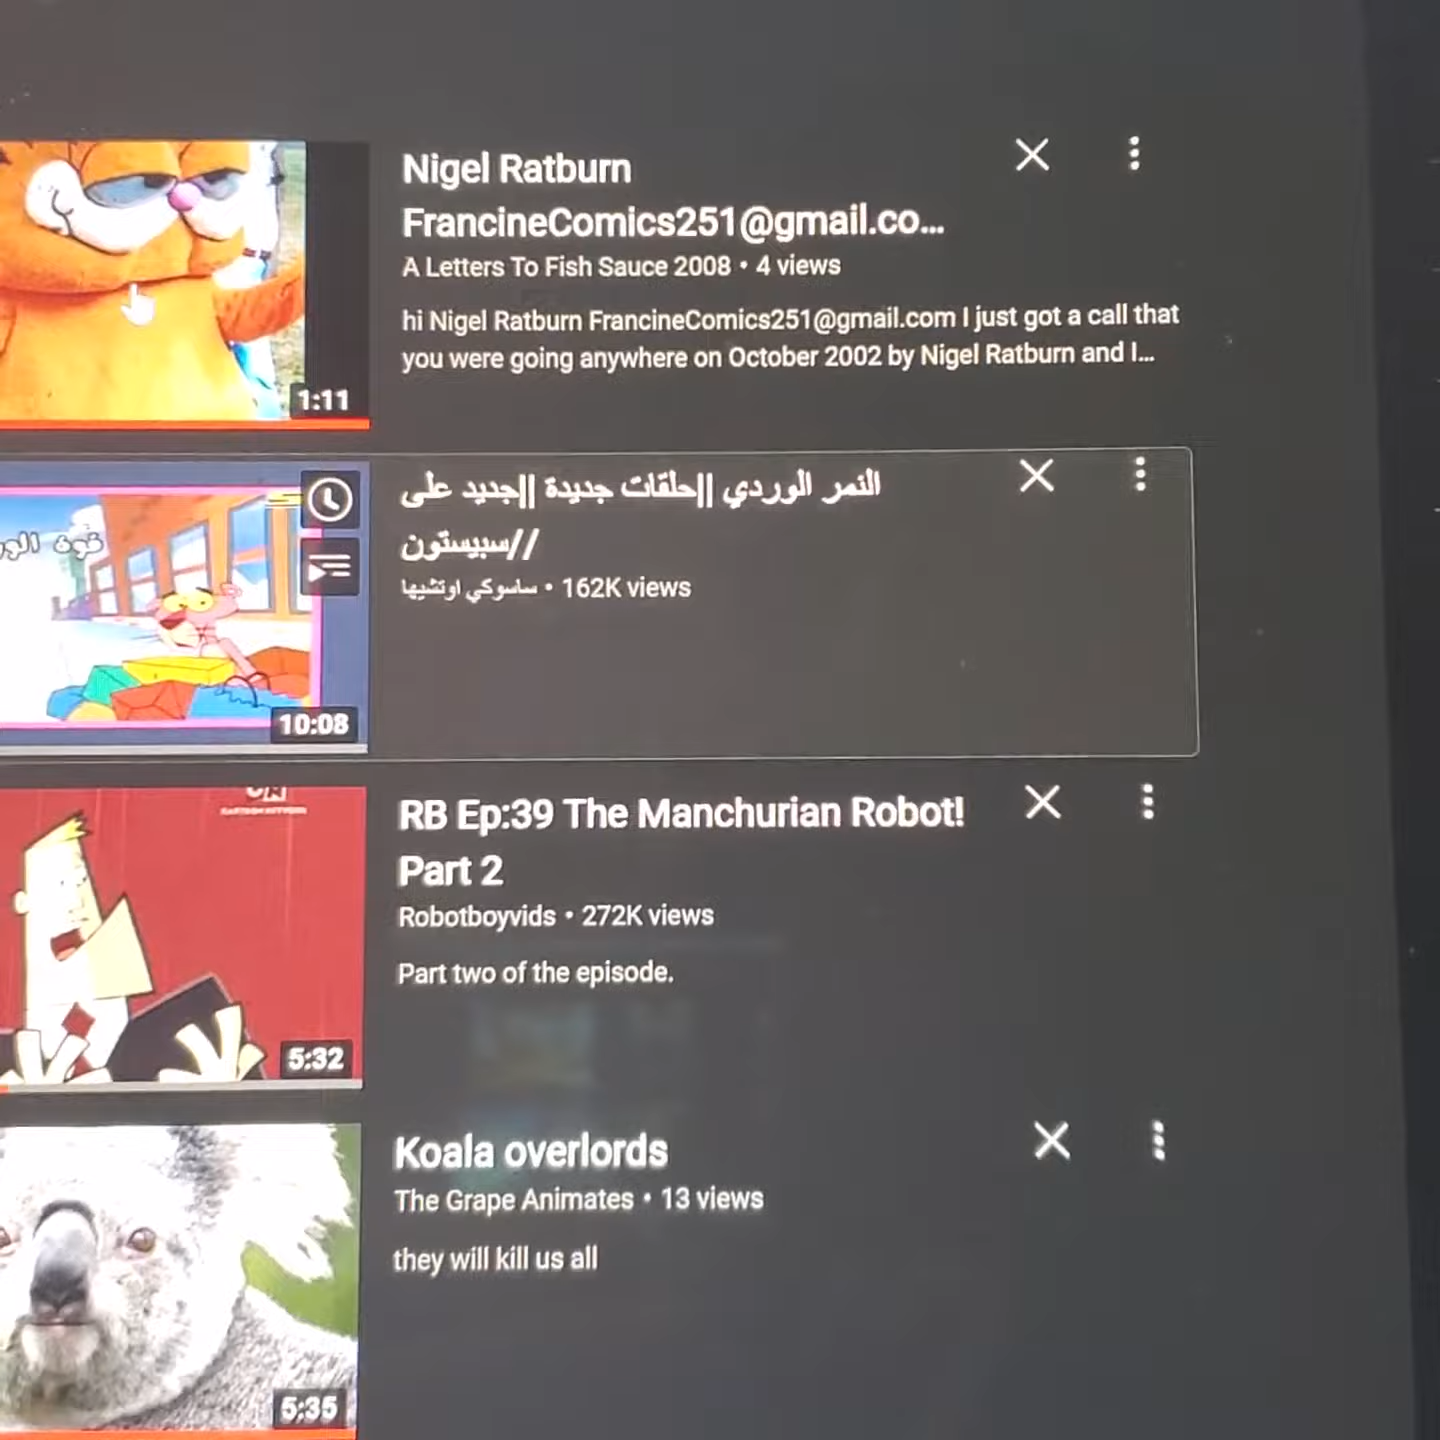 Nigel Ratburn
FrancineComics251@gmail.co...
A Letters To Fish Sauce 2008 • 4 views
hi Nigel Ratburn FrancineComics251@gmail.com I just got a call that
you were going anywhere on October 2002 by Nigel Ratburn and I...
1:11
النمر الوردي ||حلقات جديدة ||جديد على
سبيستون//
ساسوكي اوتشيها • 162K views
10:08
RB Ep:39 The Manchurian Robot!
Part 2
Robotboyvids • 272K views
Part two of the episode.
5:32
Koala overlords
The Grape Animates • 13 views
they will kill us all
5:35